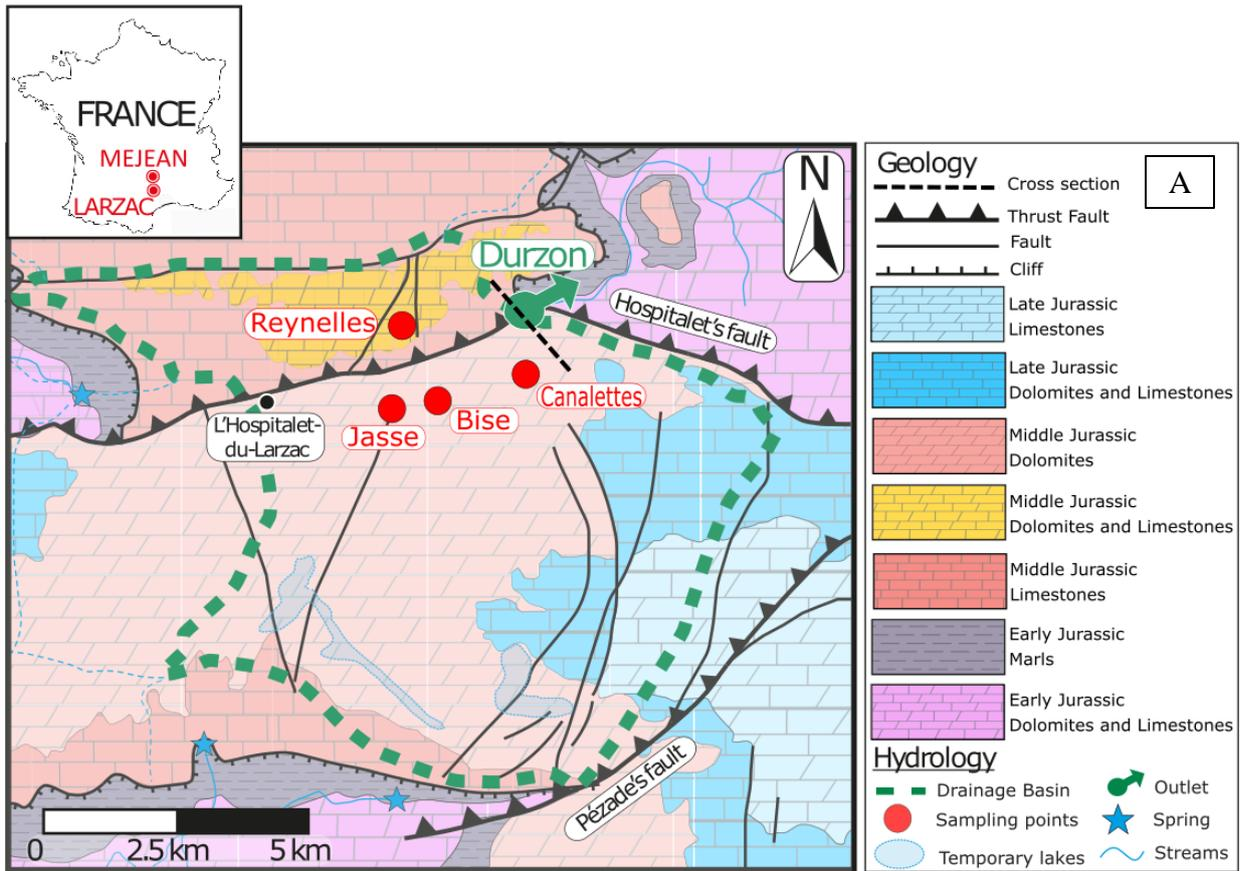 FRANCE
MEJEAN
LARZAC
N
Durzon
Hospitalet's fault
Reynelles
Canalettes
L'Hospitalet-
du-Larzac
Jasse
Bise
Pézade's fault
0
2.5 km
5 km
A
Geology
Cross section
Thrust Fault
Fault
Cliff
Late Jurassic
Limestones
Late Jurassic
Dolomites and Limestones
Middle Jurassic
Dolomites
Middle Jurassic
Dolomites and Limestones
Middle Jurassic
Limestones
Early Jurassic
Marls
Early Jurassic
Dolomites and Limestones
Hydrology
Drainage Basin
Outlet
Sampling points
Spring
Temporary lakes
Streams